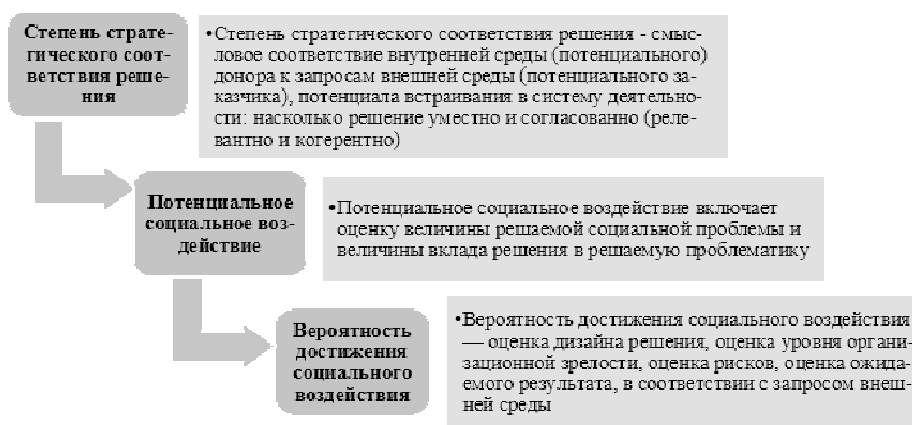 Степень страте-
гического соот-
ветствия реше-
ния
•Степень стратегического соответствия решения - смыс-
ловое соответствие внутренней среды (потенциального)
донора к запросам внешней среды (потенциального за-
казчика), потенциала встраивания в систему деятельно-
сти: насколько решение уместно и согласованно (реле-
вантно и когерентно)
Потенциальное
социальное воз-
действие
•Потенциальное социальное воздействие включает
оценку величины решаемой социальной проблемы и
величины вклада решения в решаемую проблематику
Вероятность
достижения
социального
воздействия
•Вероятность достижения социального воздействия
— оценка дизайна решения, оценка уровня органи-
зационной зрелости, оценка рисков, оценка ожида-
емого результата, в соответствии с запросом внеш-
ней среды